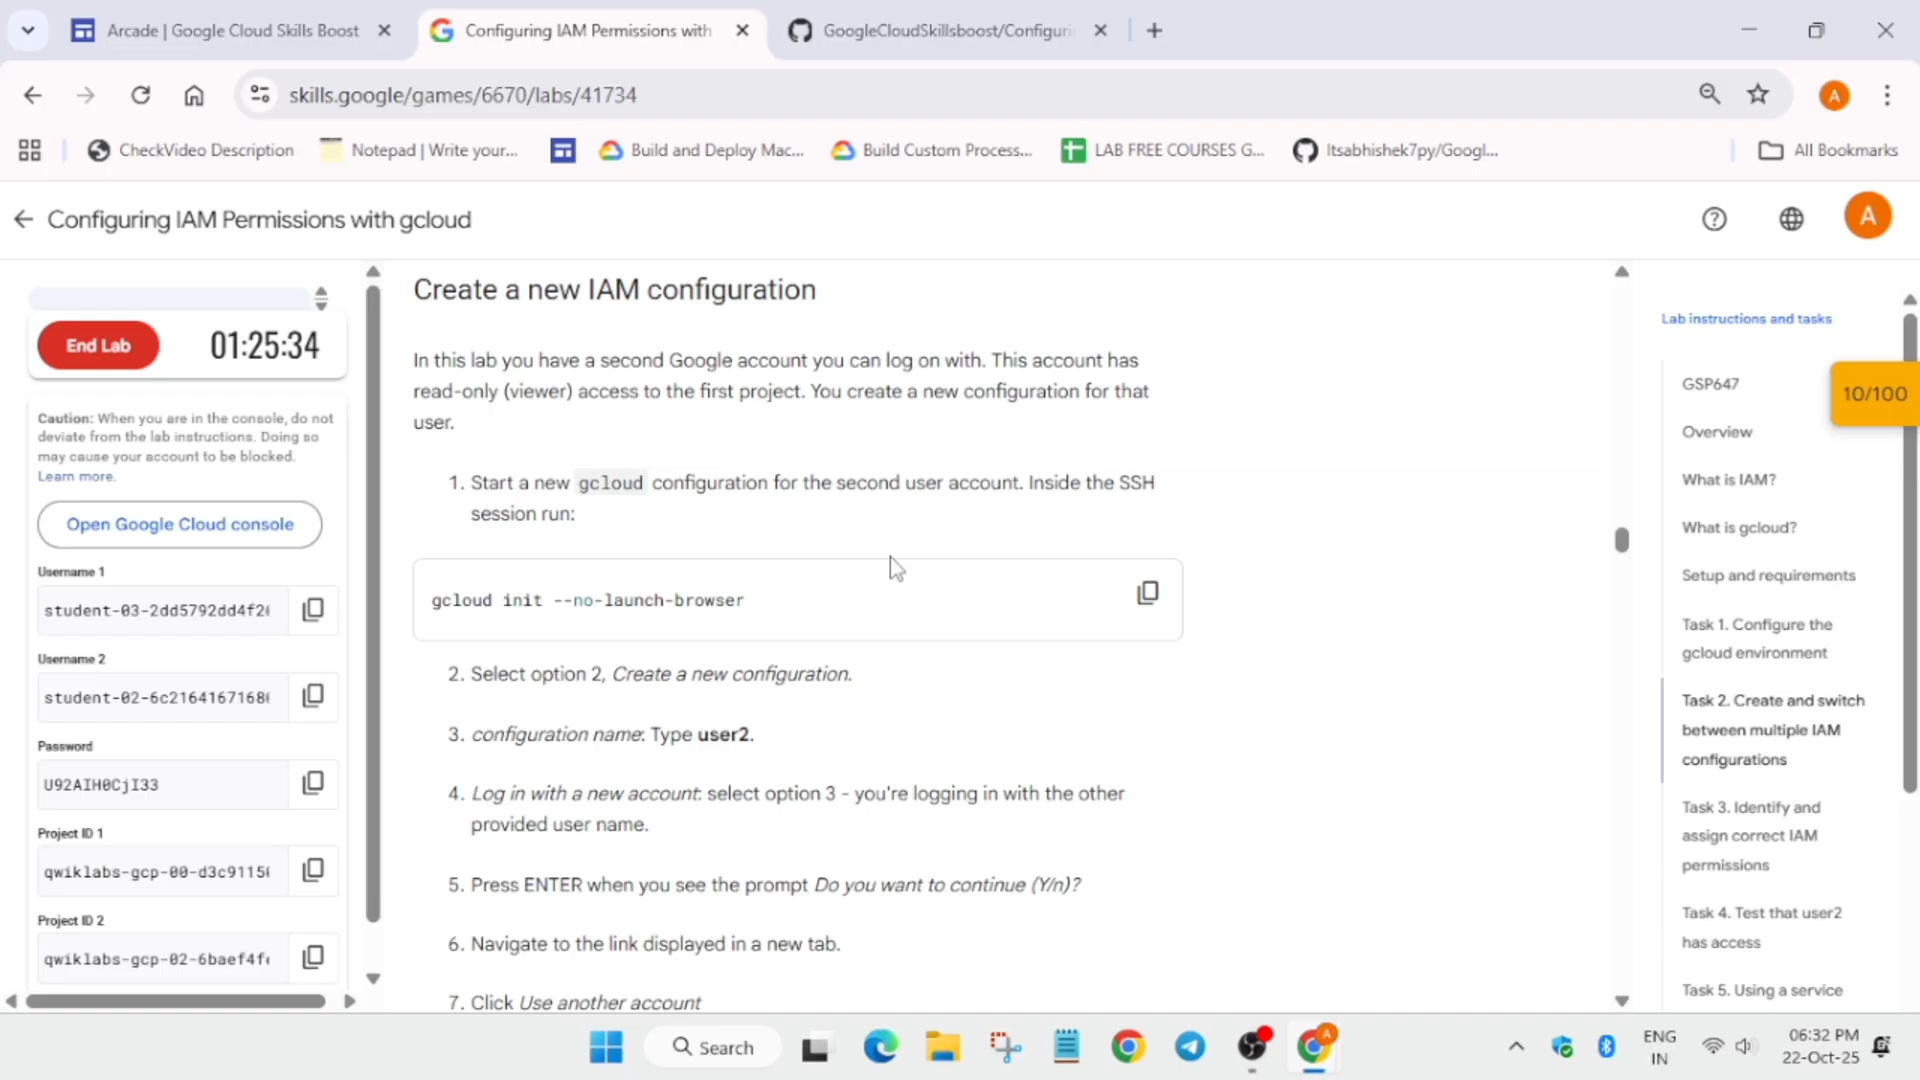 Arcade | Google Cloud Skills Boost
Configuring IAM Permissions with
GoogleCloudSkillsboost/Configuri
skills.google/games/6670/labs/41734
A
CheckVideo Description
Notepad | Write your...
Build and Deploy Mac...
Build Custom Process...
LAB FREE COURSES G...
Itsabhishek7py/Googl...
All Bookmarks
Configuring IAM Permissions with gcloud
A
End Lab
01:25:34
Caution: When you are in the console, do not
deviate from the lab instructions. Doing so
may cause your account to be blocked.
Learn more.
Open Google Cloud console
Username 1
student-03-2dd5792dd4f2
Username 2
student-02-6c2164167168
Password
U92AIH0CjI33
Project ID 1
qwiklabs-gcp-00-d3c9115
Project ID 2
qwiklabs-gcp-02-6baef4f
Create a new IAM configuration
In this lab you have a second Google account you can log on with. This account has
read-only (viewer) access to the first project. You create a new configuration for that
user.
1. Start a new gcloud configuration for the second user account. Inside the SSH
session run:
gcloud init --no-launch-browser
2. Select option 2, Create a new configuration.
3. configuration name: Type user2.
4. Log in with a new account: select option 3 - you're logging in with the other
provided user name.
5. Press ENTER when you see the prompt Do you want to continue (Y/n)?
6. Navigate to the link displayed in a new tab.
7. Click Use another account
Lab instructions and tasks
GSP647
10/100
Overview
What is IAM?
What is gcloud?
Setup and requirements
Task 1. Configure the
gcloud environment
Task 2. Create and switch
between multiple IAM
configurations
Task 3. Identify and
assign correct IAM
permissions
Task 4. Test that user2
has access
Task 5. Using a service
Search
A
ENG
IN
06:32 PM
22-Oct-25